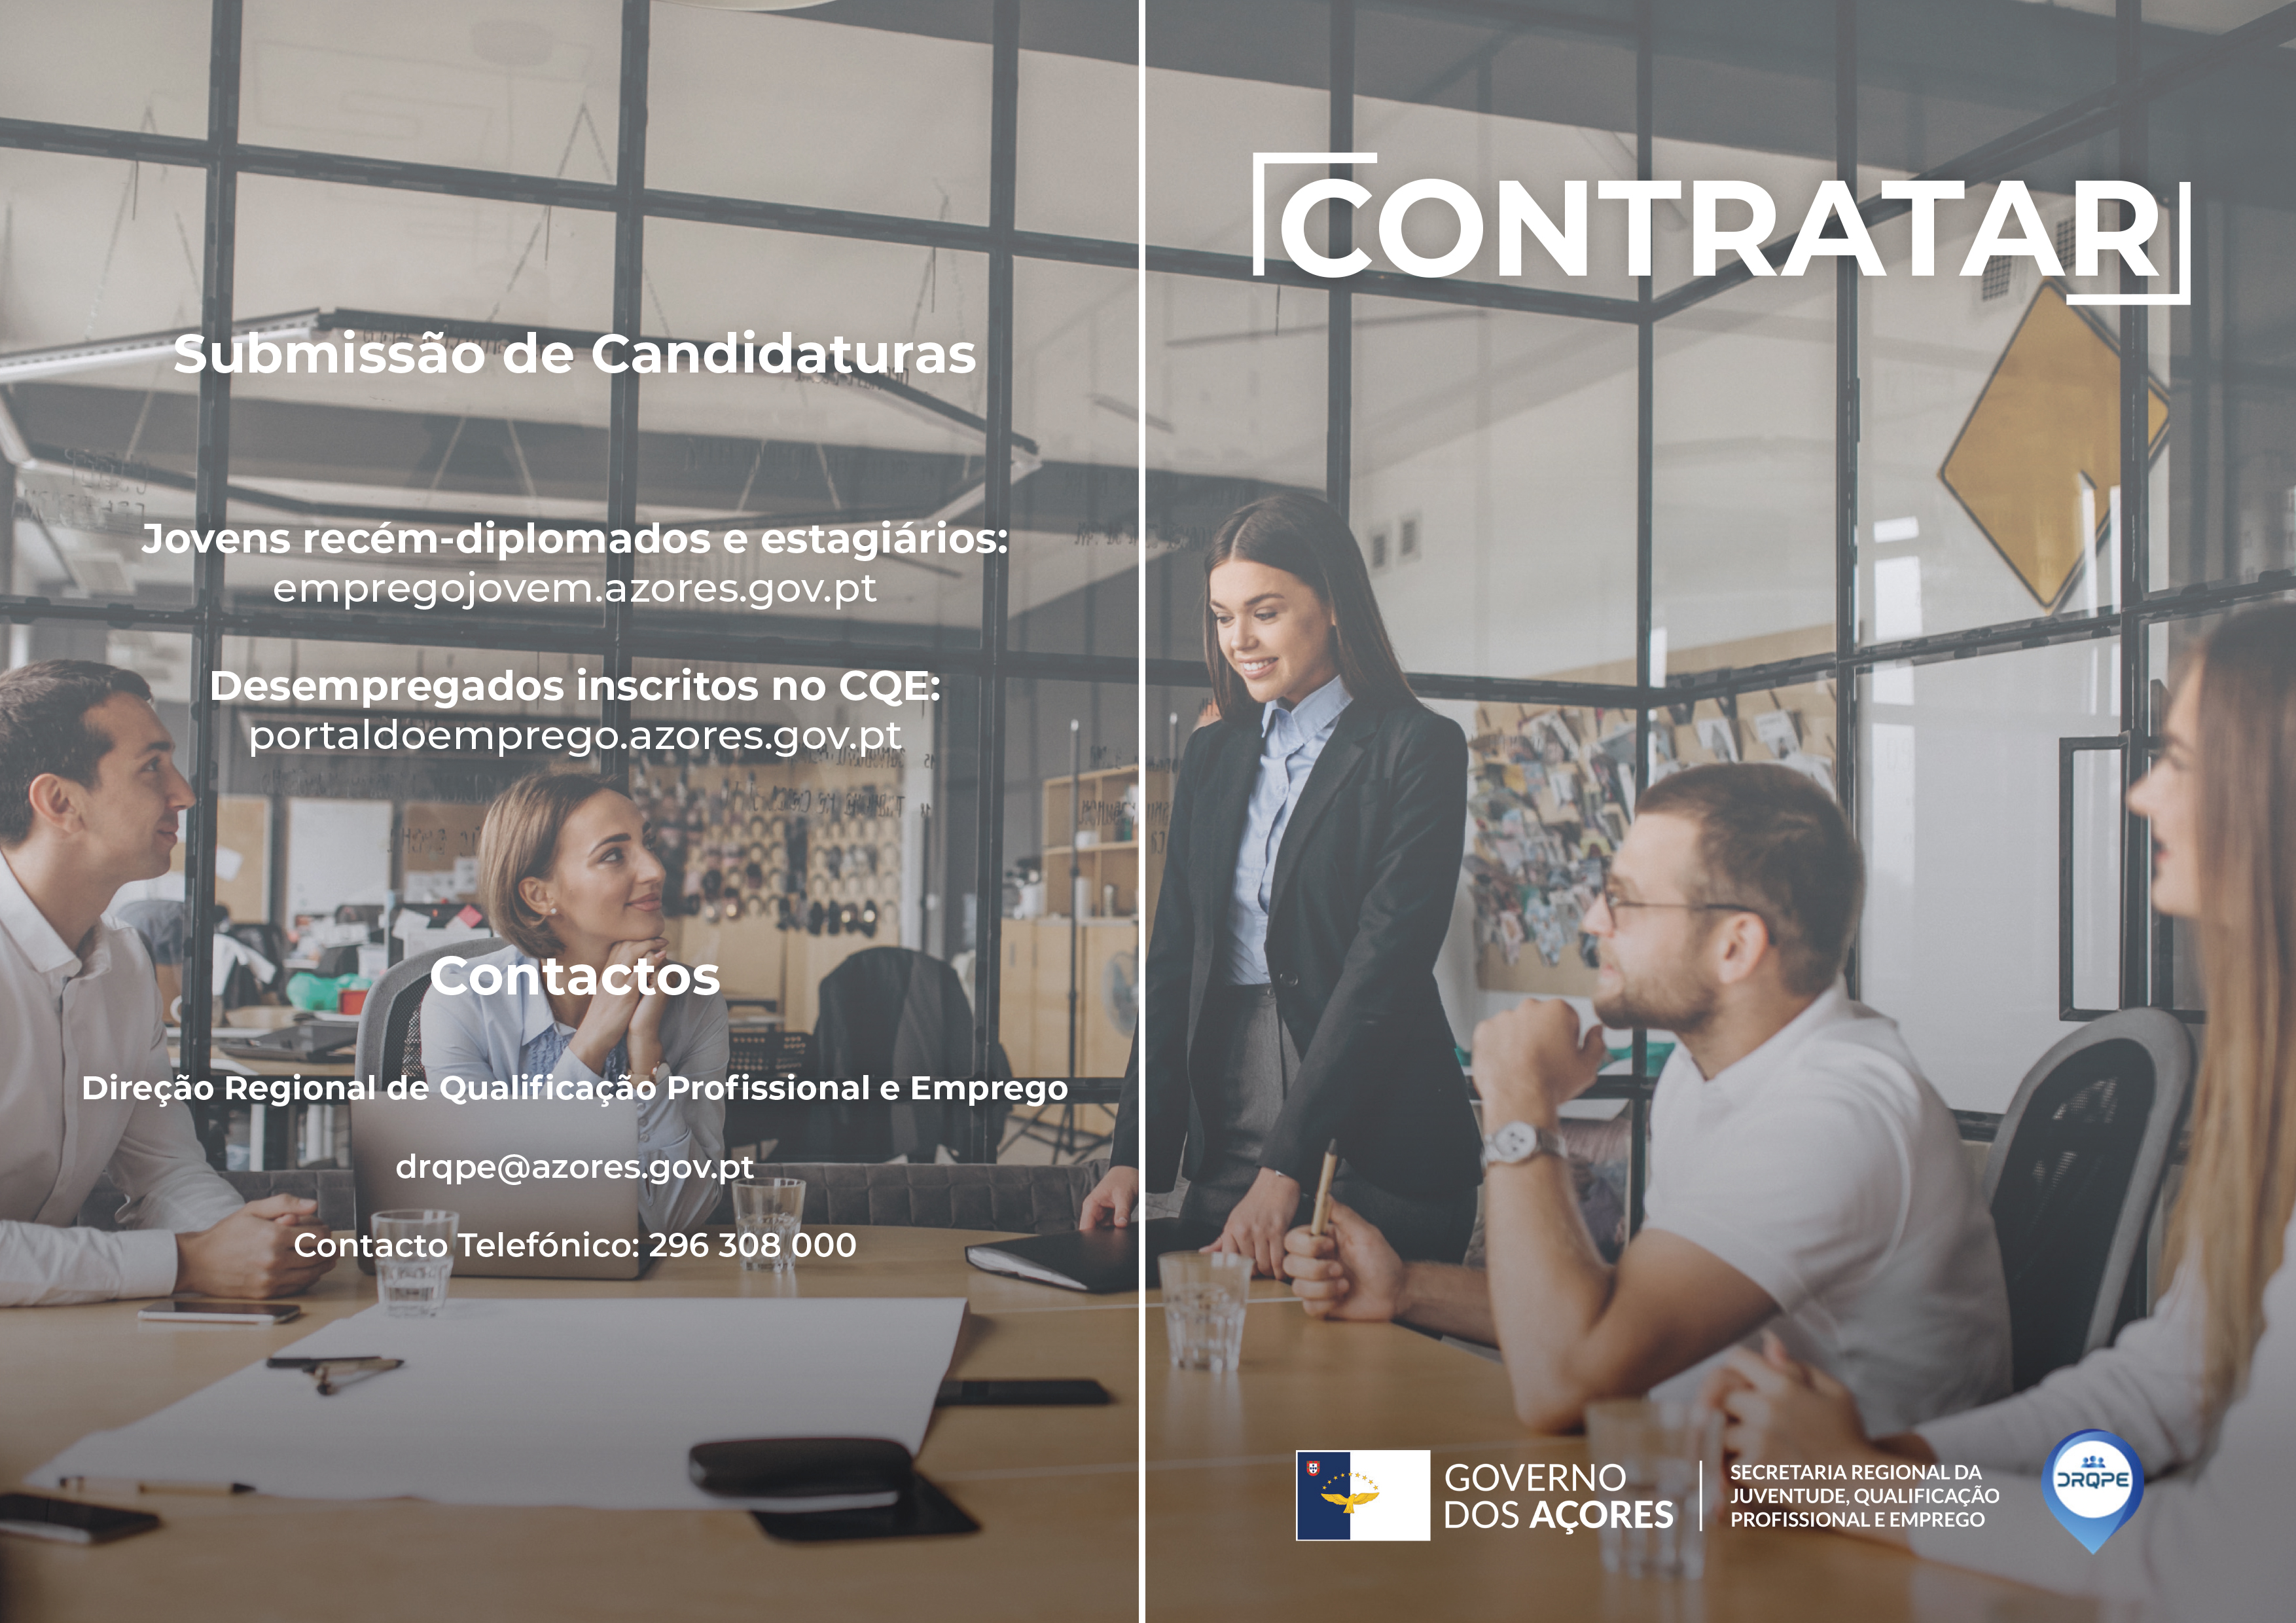 Submissão de Candidaturas
Jovens recém-diplomados e estagiários:
empregojovem.azores.gov.pt
Desempregados inscritos no CQE:
portaldoemprego.azores.gov.pt
Contactos
Direção Regional de Qualificação Profissional e Emprego
drqpe@azores.gov.pt
Contacto Telefónico: 296 308 000
CONTRATAR
GOVERNO
DOS AÇORES
SECRETARIA REGIONAL DA
JUVENTUDE, QUALIFICAÇÃO
PROFISSIONAL E EMPREGO
DRQPE